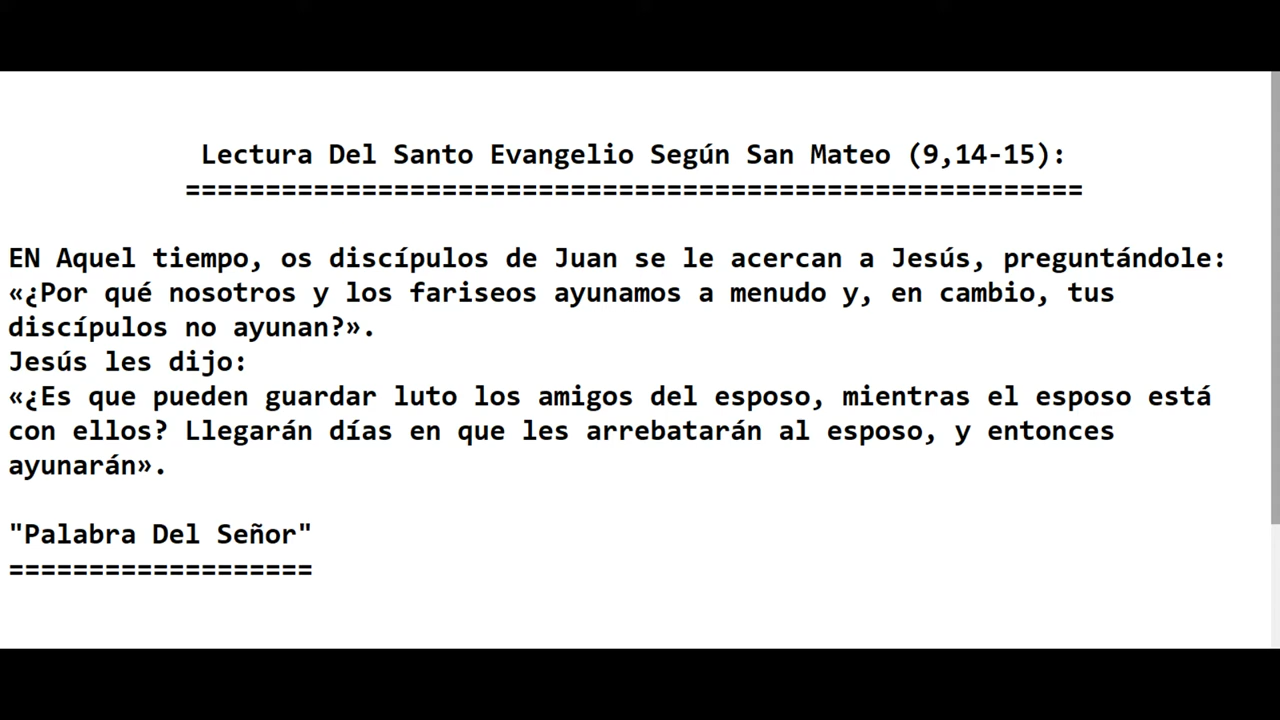 Lectura Del Santo Evangelio Según San Mateo (9,14-15):
========================================================
EN Aquel tiempo, os discípulos de Juan se le acercan a Jesús, preguntándole:
«¿Por qué nosotros y los fariseos ayunamos a menudo y, en cambio, tus
discípulos no ayunan?».
Jesús les dijo:
«¿Es que pueden guardar luto los amigos del esposo, mientras el esposo está
con ellos? Llegarán días en que les arrebatarán al esposo, y entonces
ayunarán».
"Palabra Del Señor"
===================